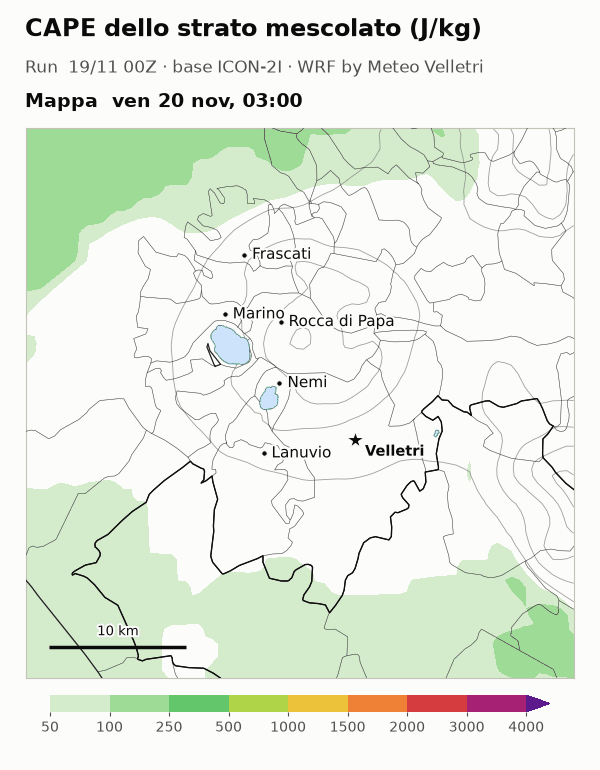 CAPE dello strato mescolato (J/kg)
Run  19/11 00Z · base ICON-2I · WRF by Meteo Velletri
Mappa  ven 20 nov, 03:00
Frascati
Marino
Rocca di Papa
Nemi
Velletri
Lanuvio
10 km
50 100 250 500 1000 1500 2000 3000 4000